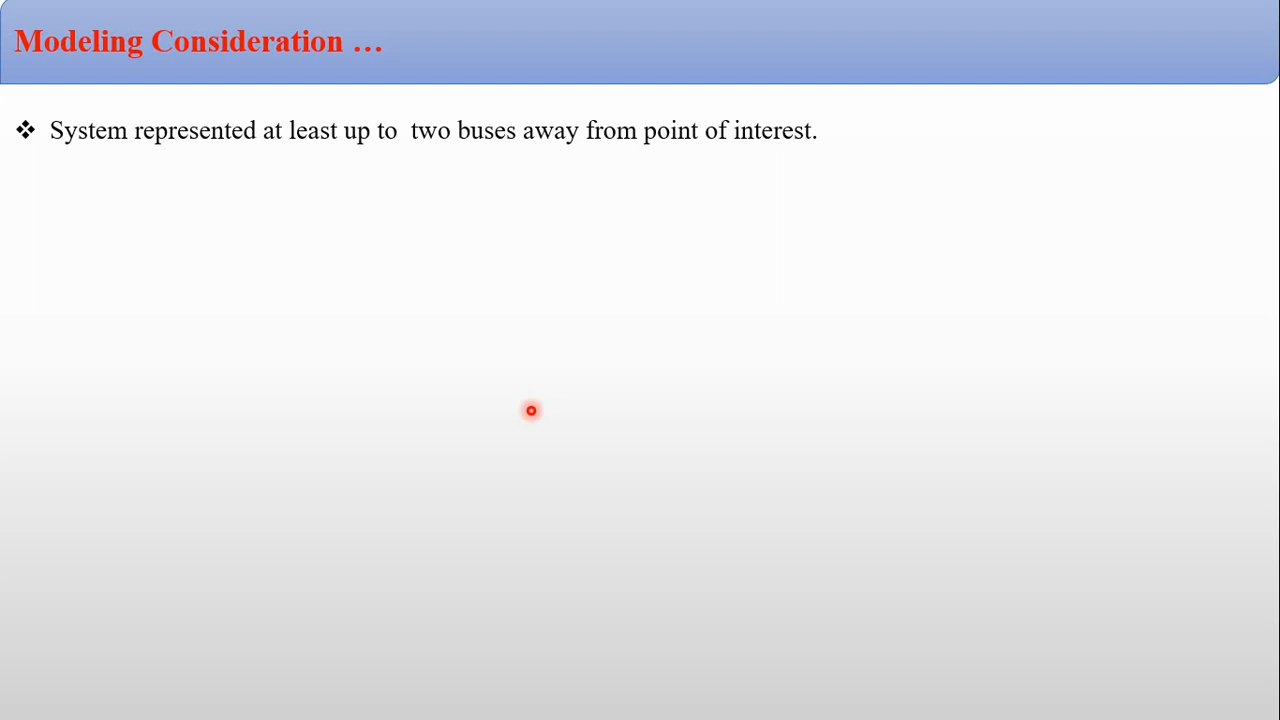 Modeling Consideration …
❖ System represented at least up to  two buses away from point of interest.